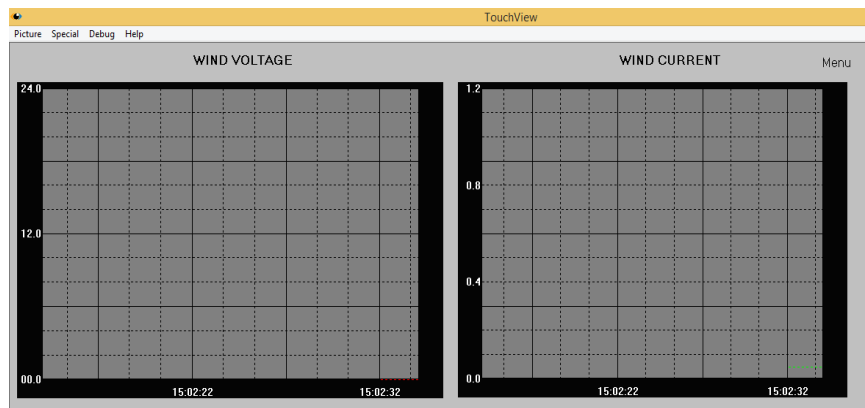 TouchView
Picture Special Debug Help
WIND VOLTAGE
24.0
12.0
00.0
15:02:22 15:02:32
WIND CURRENT
Menu
1.2
0.8
0.4
0.0
15:02:22 15:02:32